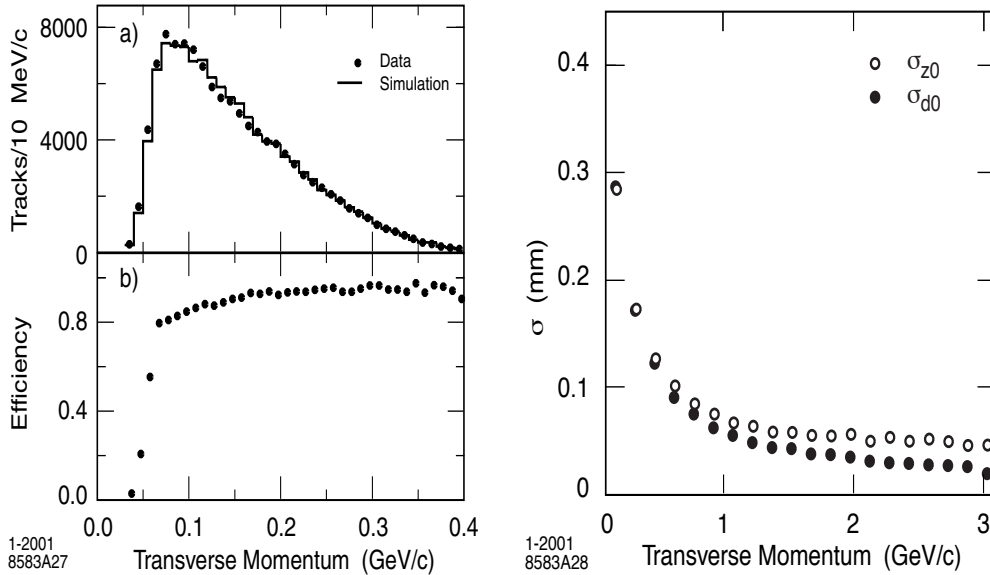 8000
4000
0
Tracks/10 MeV/c
a)
Data
Simulation
b)
0.8
0.4
0.0
Efficiency
0.0 0.1 0.2 0.3 0.4
Transverse Momentum (GeV/c)
1-2001
8583A27
0.4
0.3
0.2
0.1
0
σ (mm)
σz0
σd0
0 1 2 3
Transverse Momentum (GeV/c)
1-2001
8583A28